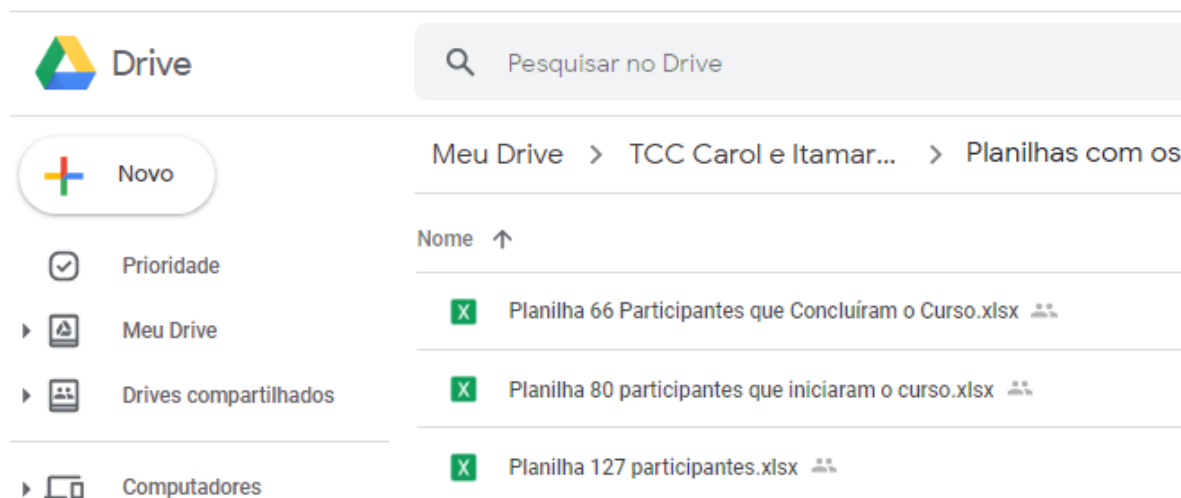 Drive
Pesquisar no Drive
Novo
Prioridade
Meu Drive
Drives compartilhados
Computadores
Meu Drive > TCC Carol e Itamar... > Planilhas com os
Nome
Planilha 66 Participantes que Concluíram o Curso.xlsx
Planilha 80 participantes que iniciaram o curso.xlsx
Planilha 127 participantes.xlsx